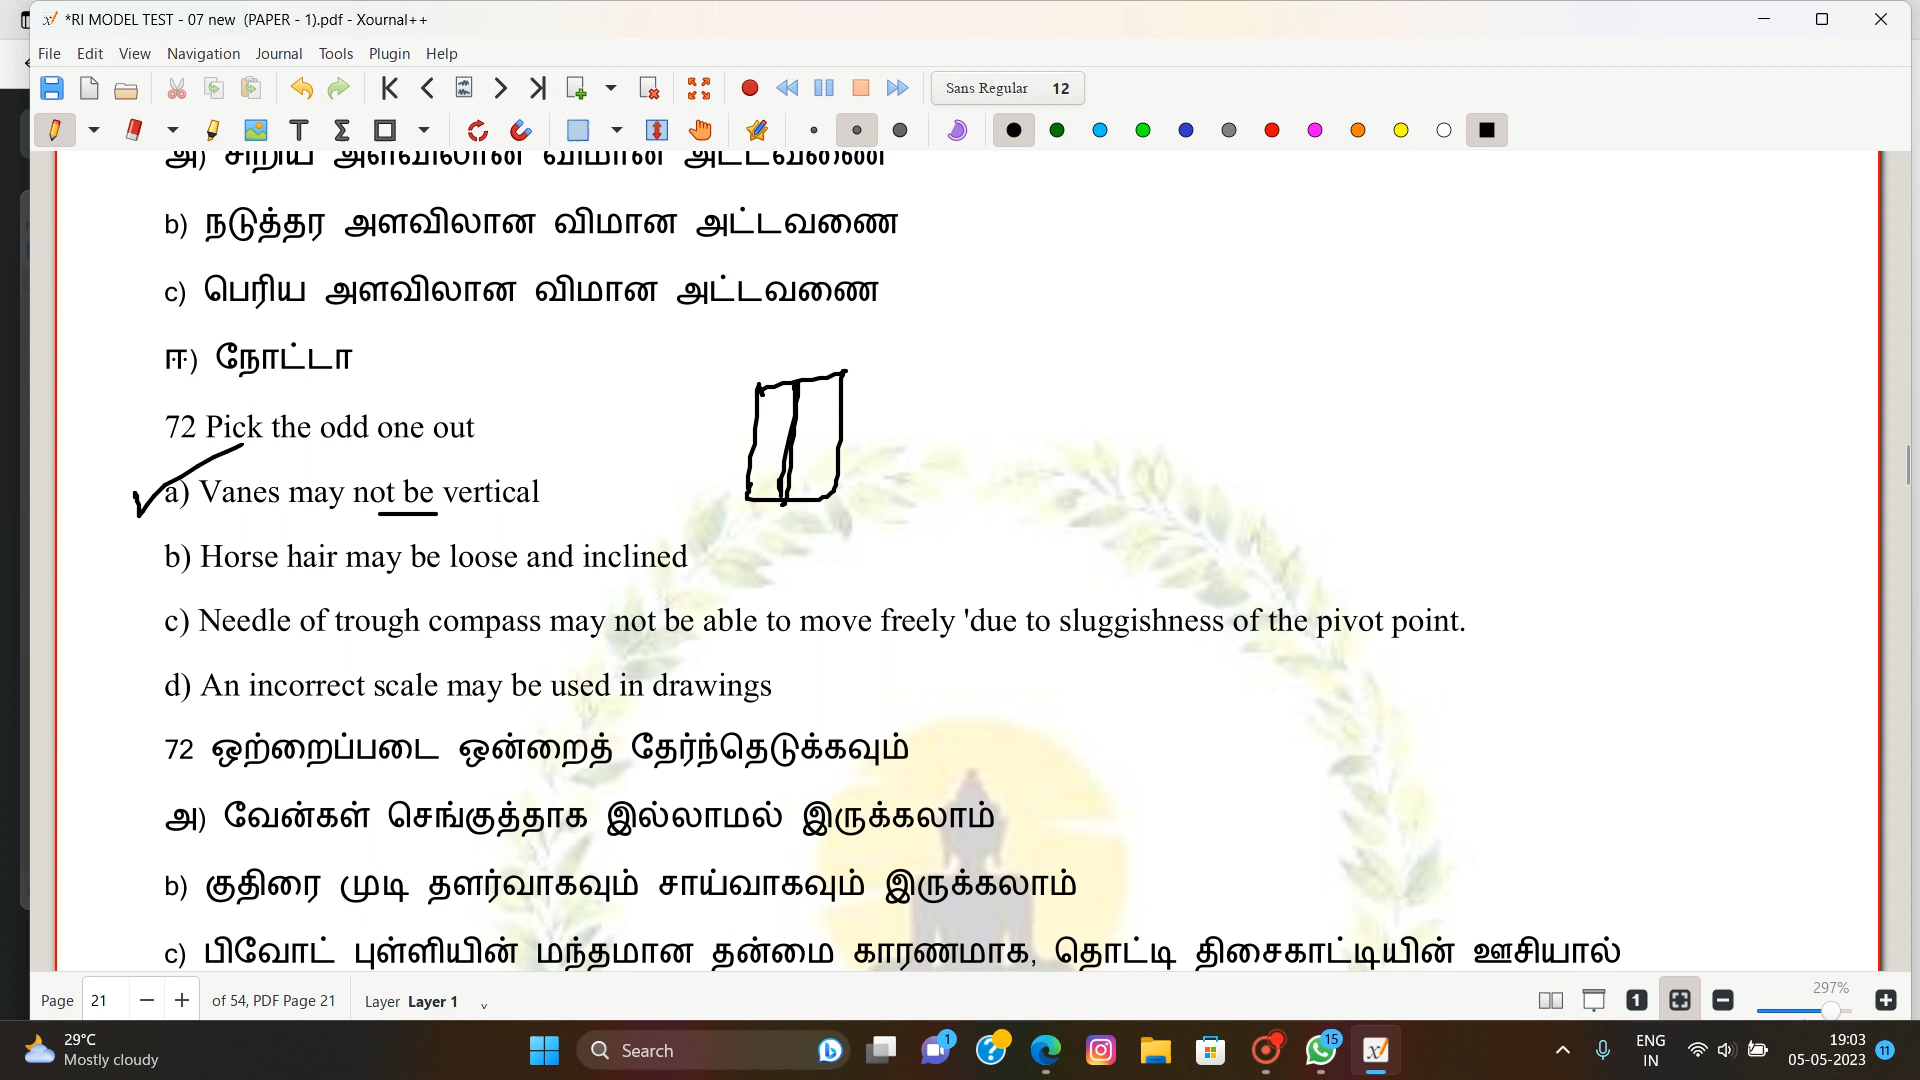 *RI MODEL TEST - 07 new (PAPER - 1).pdf - Xournal++
File Edit View Navigation Journal Tools Plugin Help
Sans Regular 12
அ) சிறிய அளவிலான விமான அட்டவணை
b) நடுத்தர அளவிலான விமான அட்டவணை
c) பெரிய அளவிலான விமான அட்டவணை
ஈ) நோட்டா
72 Pick the odd one out
a) Vanes may not be vertical
b) Horse hair may be loose and inclined
c) Needle of trough compass may not be able to move freely 'due to sluggishness of the pivot point.
d) An incorrect scale may be used in drawings
72 ஒற்றைப்படை ஒன்றைத் தேர்ந்தெடுக்கவும்
அ) வேன்கள் செங்குத்தாக இல்லாமல் இருக்கலாம்
b) குதிரை முடி தளர்வாகவும் சாய்வாகவும் இருக்கலாம்
c) பிவோட் புள்ளியின் மந்தமான தன்மை காரணமாக, தொட்டி திசைகாட்டியின் ஊசியால்
Page 21 of 54, PDF Page 21 Layer Layer 1 297%
29°C
Mostly cloudy
Search
1
15
ENG
IN
19:03
05-05-2023
11